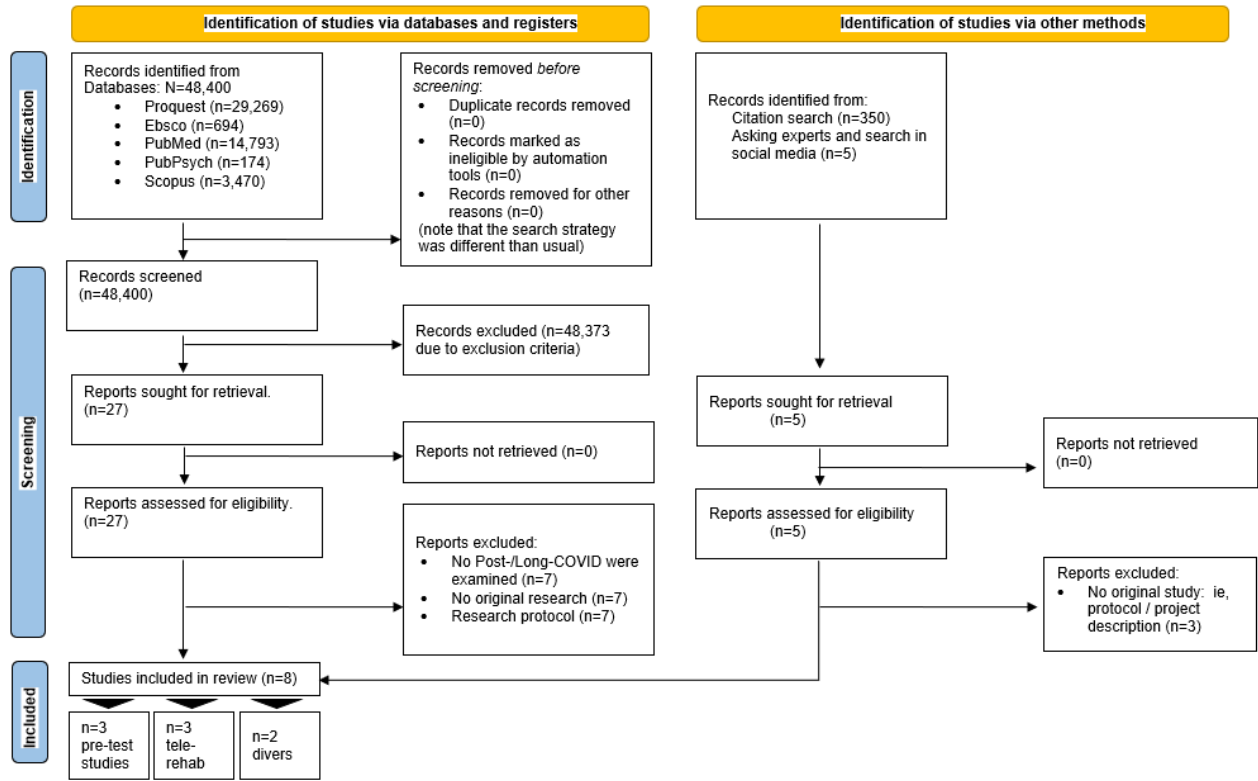 Identification of studies via databases and registers
Identification of studies via other methods
Identification
Records identified from
Databases: N=48,400
• Proquest (n=29,269)
• Ebsco (n=694)
• PubMed (n=14,793)
• PubPsych (n=174)
• Scopus (n=3,470)
Records removed before
screening:
• Duplicate records removed
(n=0)
• Records marked as
ineligible by automation
tools (n=0)
• Records removed for other
reasons (n=0)
(note that the search strategy
was different than usual)
Records identified from:
Citation search (n=350)
Asking experts and search in
social media (n=5)
Screening
Records screened
(n=48,400)
Records excluded (n=48,373
due to exclusion criteria)
Reports sought for retrieval.
(n=27)
Reports not retrieved (n=0)
Reports sought for retrieval
(n=5)
Reports not retrieved
(n=0)
Reports assessed for eligibility.
(n=27)
Reports excluded:
• No Post-/Long-COVID were
examined (n=7)
• No original research (n=7)
• Research protocol (n=7)
Reports assessed for eligibility
(n=5)
Reports excluded:
• No original study: ie,
protocol / project
description (n=3)
Included
Studies included in review (n=8)
n=3
pre-test
studies
n=3
tele-
rehab
n=2
divers